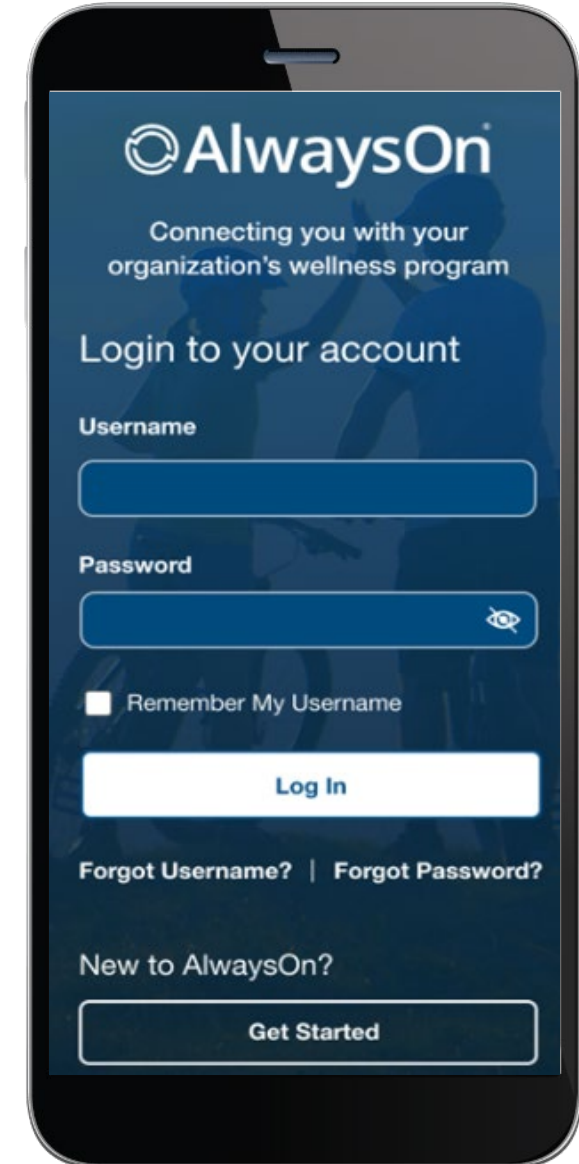 AlwaysOn
Connecting you with your
organization's wellness program
Login to your account
Username
Password
Remember My Username
Log In
Forgot Username? | Forgot Password?
New to AlwaysOn?
Get Started